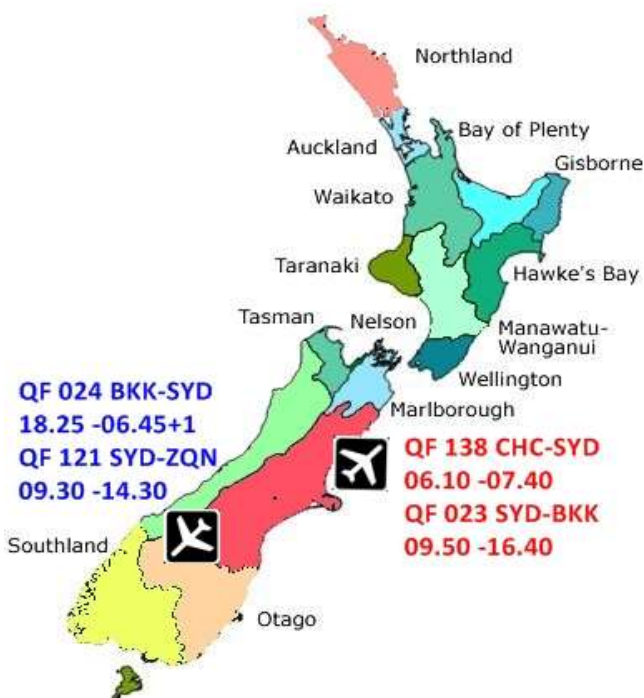 Northland
Bay of Plenty
Auckland
Gisborne
Waikato
Taranaki
Hawke's Bay
Nelson
Tasman
Manawatu-
Wanganui
Wellington
Marlborough
QF 024 BKK-SYD
18.25 -06.45+1
QF 121 SYD-ZQN
09.30 -14.30
QF 138 CHC-SYD
06.10 -07.40
QF 023 SYD-BKK
09.50 -16.40
Southland
Otago